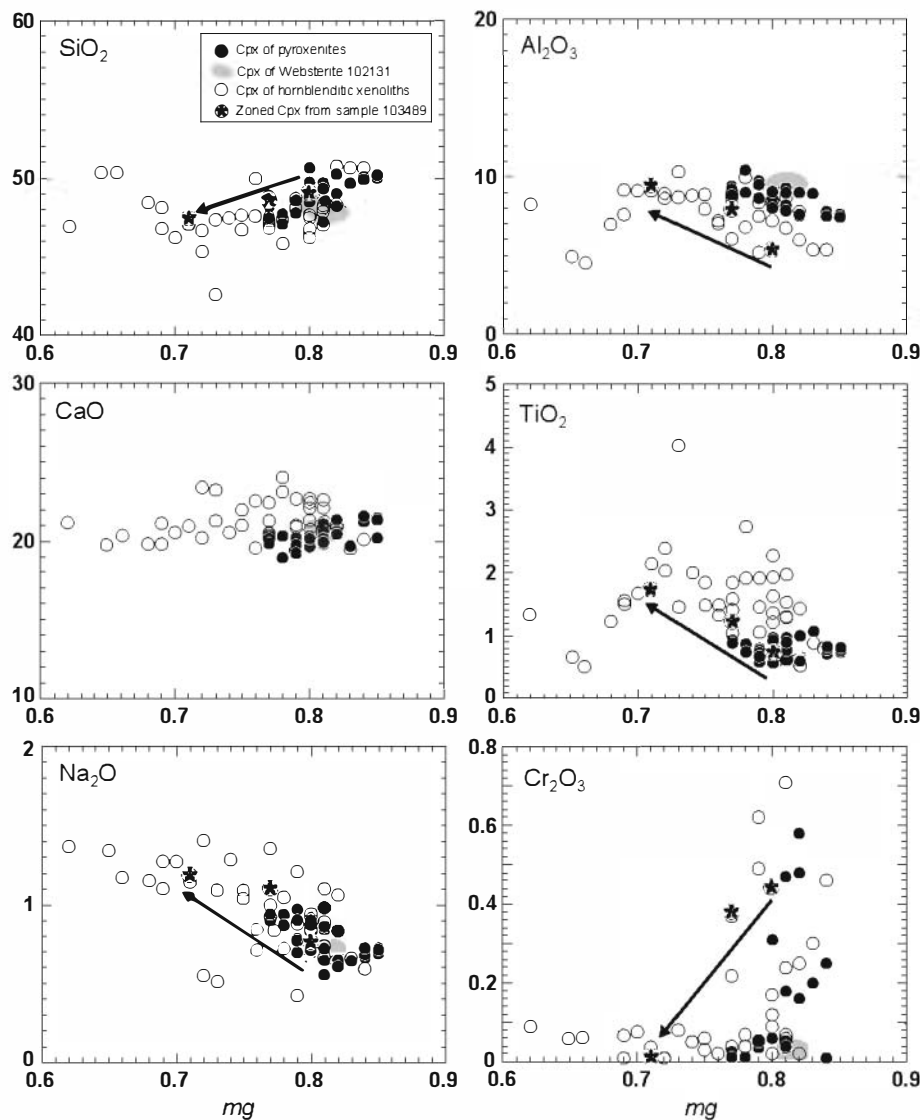 SiO2
Cpx of pyroxenites
Cpx of Websterite 102131
Cpx of hornblenditic xenoliths
Zoned Cpx from sample 103489
60
50
40
0.6 0.7 0.8 0.9
Al2O3
20
10
0
0.6 0.7 0.8 0.9
CaO
30
20
10
0.6 0.7 0.8 0.9
TiO2
5
4
3
2
1
0
0.6 0.7 0.8 0.9
Na2O
2
1
0
0.6 0.7 0.8 0.9
mg
Cr2O3
0.8
0.6
0.4
0.2
0
0.6 0.7 0.8 0.9
mg